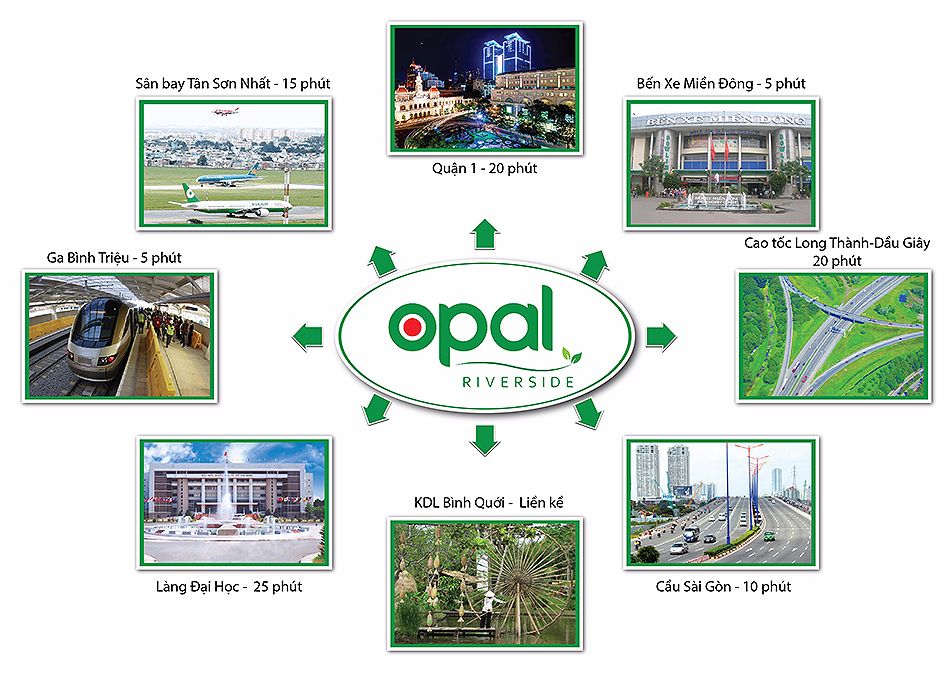 Quận 1 - 20 phút
Sân bay Tân Sơn Nhất - 15 phút
Bến Xe Miền Đông - 5 phút
BẾN XE MIỀN ĐÔNG
Ga Bình Triệu - 5 phút
Cao tốc Long Thành-Dầu Giây
20 phút
opal
RIVERSIDE
Làng Đại Học - 25 phút
KDL Bình Quới - Liền kề
Cầu Sài Gòn - 10 phút